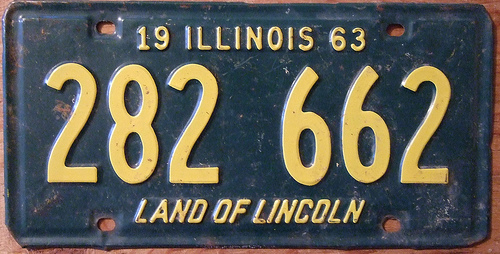 19 ILLINOIS 63
282 662
LAND OF LINCOLN